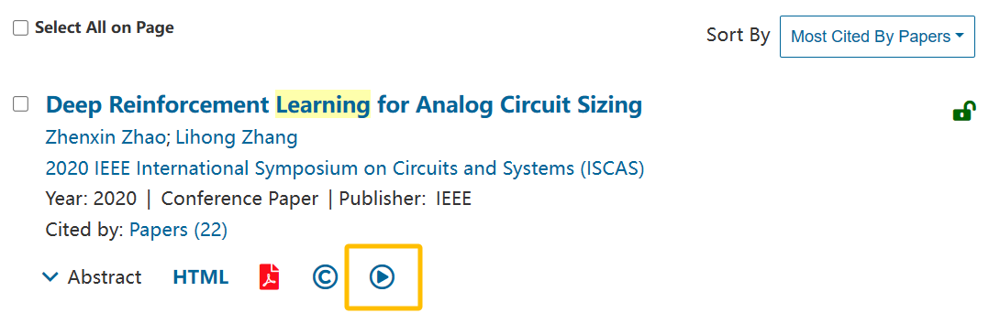 Select All on Page
Sort By Most Cited By Papers
Deep Reinforcement Learning for Analog Circuit Sizing
Zhenxin Zhao; Lihong Zhang
2020 IEEE International Symposium on Circuits and Systems (ISCAS)
Year: 2020 | Conference Paper | Publisher: IEEE
Cited by: Papers (22)
Abstract HTML ©